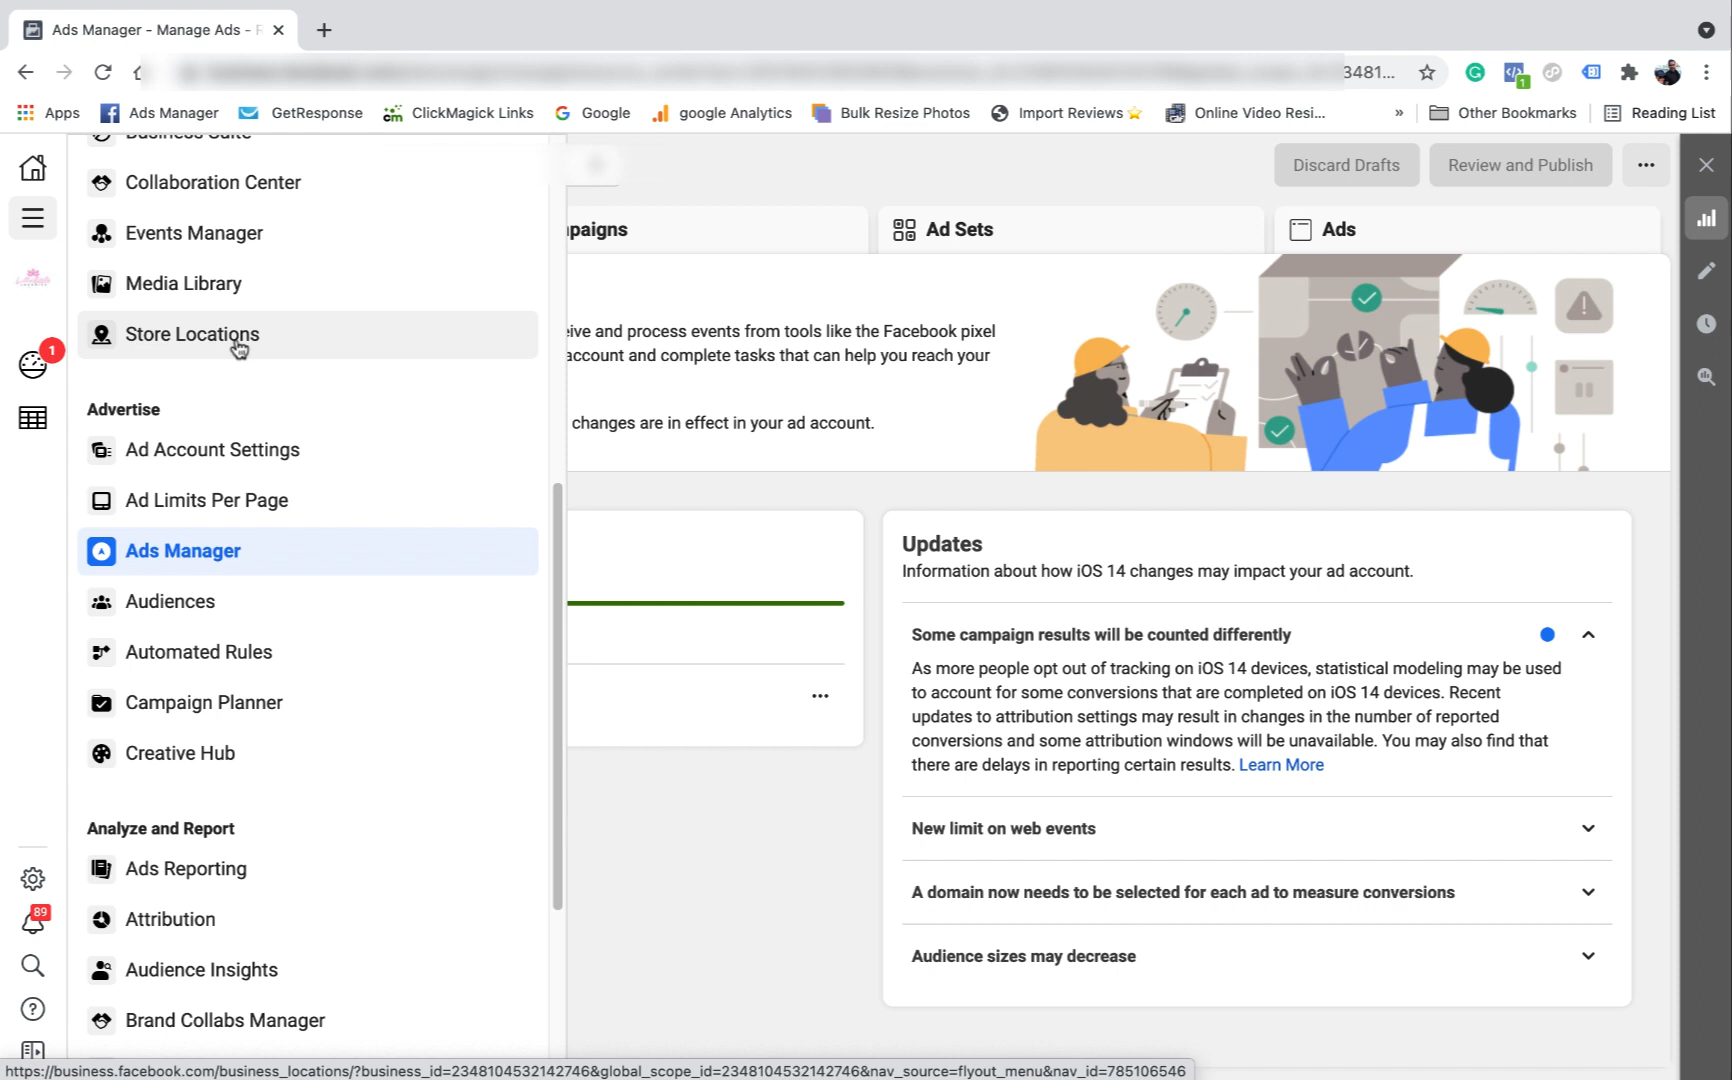 Ads Manager - Manage Ads -
3481...
1
Apps
Ads Manager
GetResponse
cm
ClickMagick Links
Google
google Analytics
Bulk Resize Photos
Import Reviews
Online Video Resi...
»
Other Bookmarks
Reading List
Business Suite
Collaboration Center
Events Manager
Media Library
Store Locations
1
Advertise
Ad Account Settings
Ad Limits Per Page
Ads Manager
Audiences
Automated Rules
Campaign Planner
Creative Hub
Analyze and Report
Ads Reporting
Attribution
Audience Insights
Brand Collabs Manager
89
Discard Drafts
Review and Publish
...
paigns
Ad Sets
Ads
eive and process events from tools like the Facebook pixel
account and complete tasks that can help you reach your
changes are in effect in your ad account.
...
Updates
Information about how iOS 14 changes may impact your ad account.
Some campaign results will be counted differently
As more people opt out of tracking on iOS 14 devices, statistical modeling may be used
to account for some conversions that are completed on iOS 14 devices. Recent
updates to attribution settings may result in changes in the number of reported
conversions and some attribution windows will be unavailable. You may also find that
there are delays in reporting certain results. Learn More
New limit on web events
A domain now needs to be selected for each ad to measure conversions
Audience sizes may decrease
https://business.facebook.com/business_locations/?business_id=2348104532142746&global_scope_id=2348104532142746&nav_source=flyout_menu&nav_id=785106546